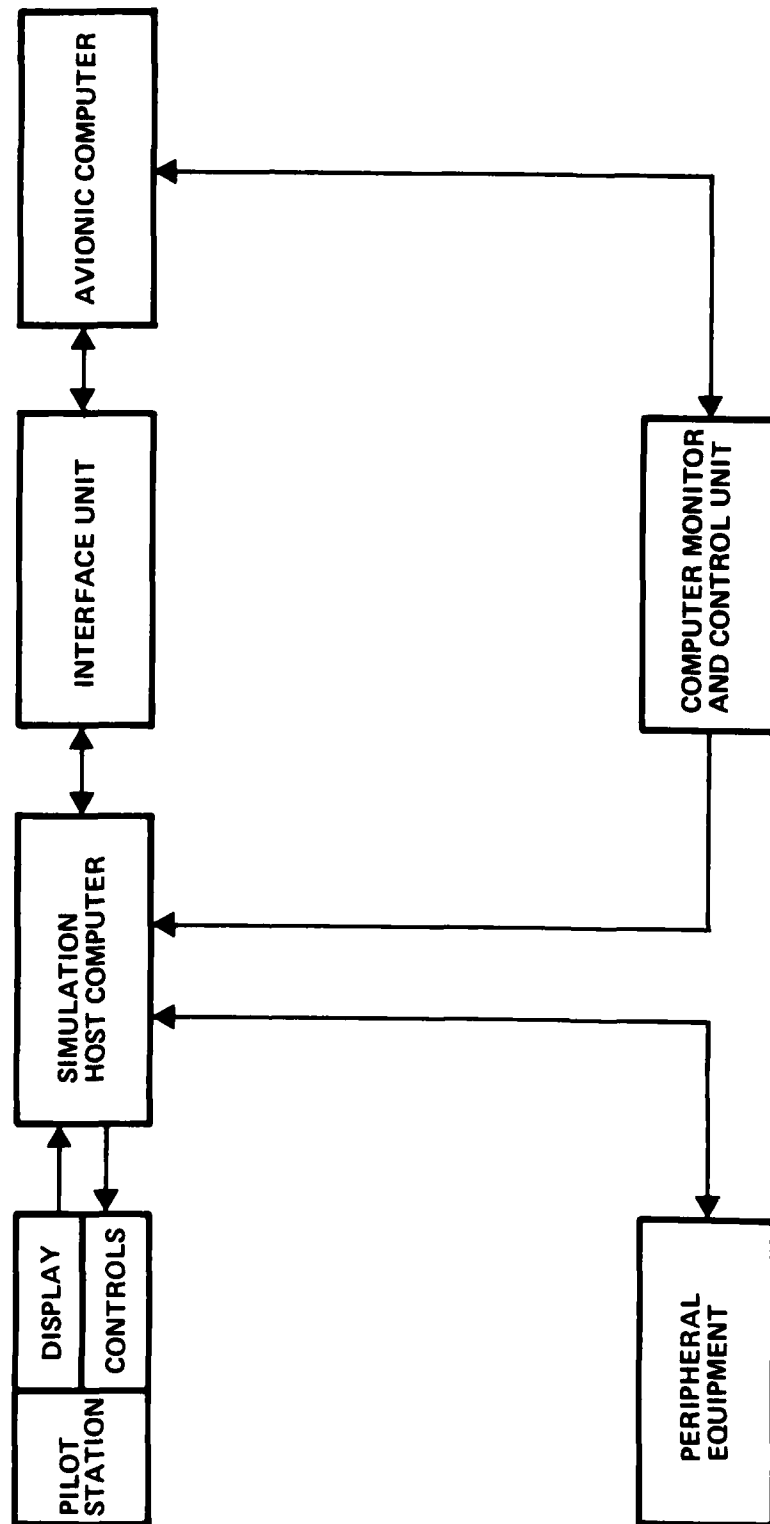 PILOT
STATION
DISPLAY
CONTROLS
SIMULATION
HOST COMPUTER
INTERFACE UNIT
AVIONIC COMPUTER
PERIPHERAL
EQUIPMENT
COMPUTER MONITOR
AND CONTROL UNIT